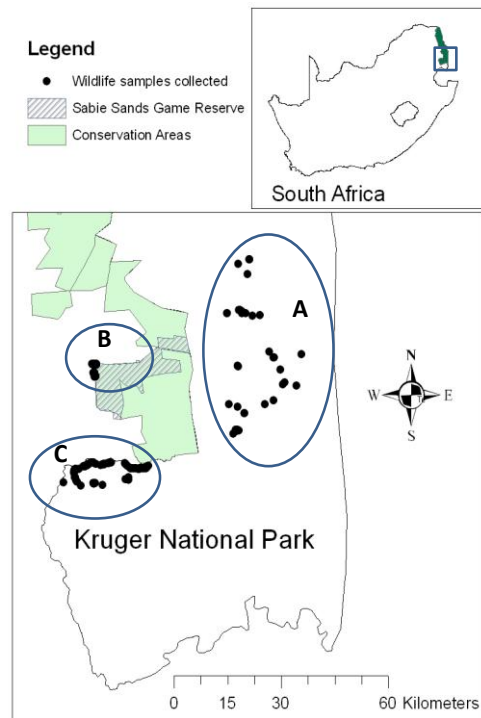 Legend
Wildlife samples collected
Sabie Sands Game Reserve
Conservation Areas
South Africa
A
B
N
W E
S
C
Kruger National Park
0 15 30 60 Kilometers